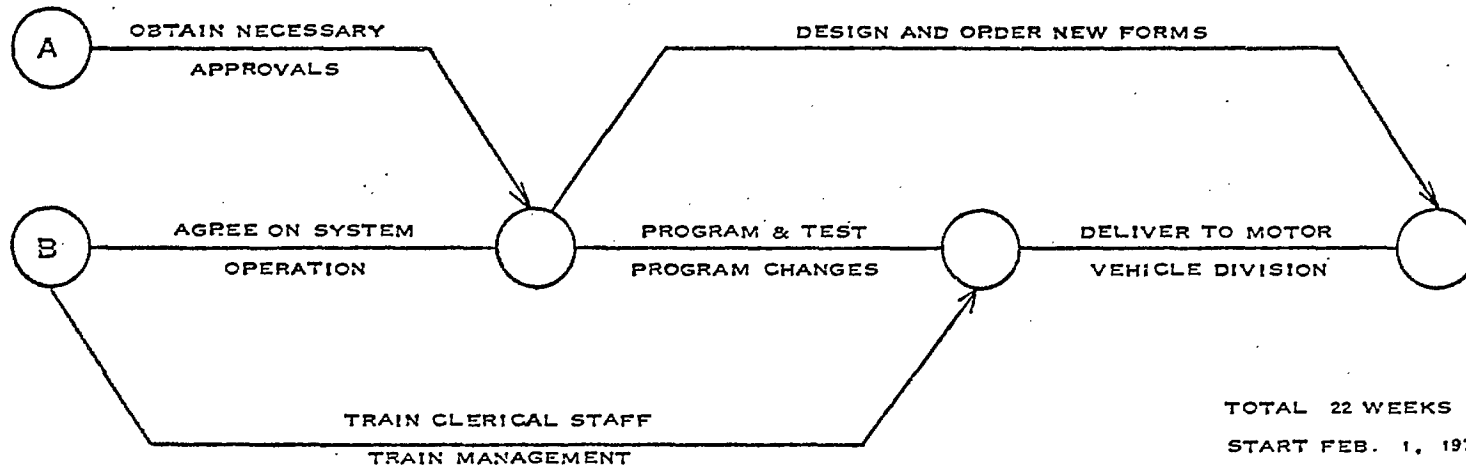 A
OBTAIN NECESSARY
APPROVALS
DESIGN AND ORDER NEW FORMS
B
AGREE ON SYSTEM
OPERATION
PROGRAM & TEST
PROGRAM CHANGES
DELIVER TO MOTOR
VEHICLE DIVISION
TRAIN CLERICAL STAFF
TRAIN MANAGEMENT
TOTAL 22 WEEKS
START FEB. 1,